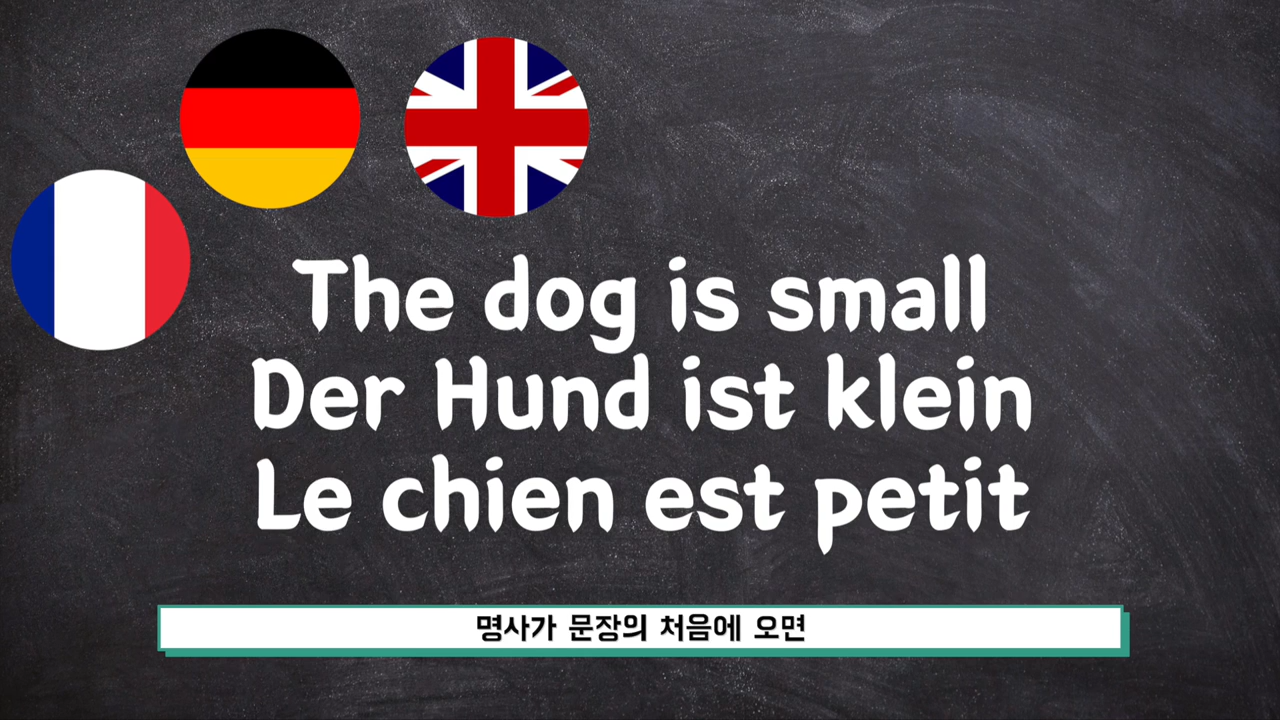 The dog is small
Der Hund ist klein
Le chien est petit
명사가 문장의 처음에 오면